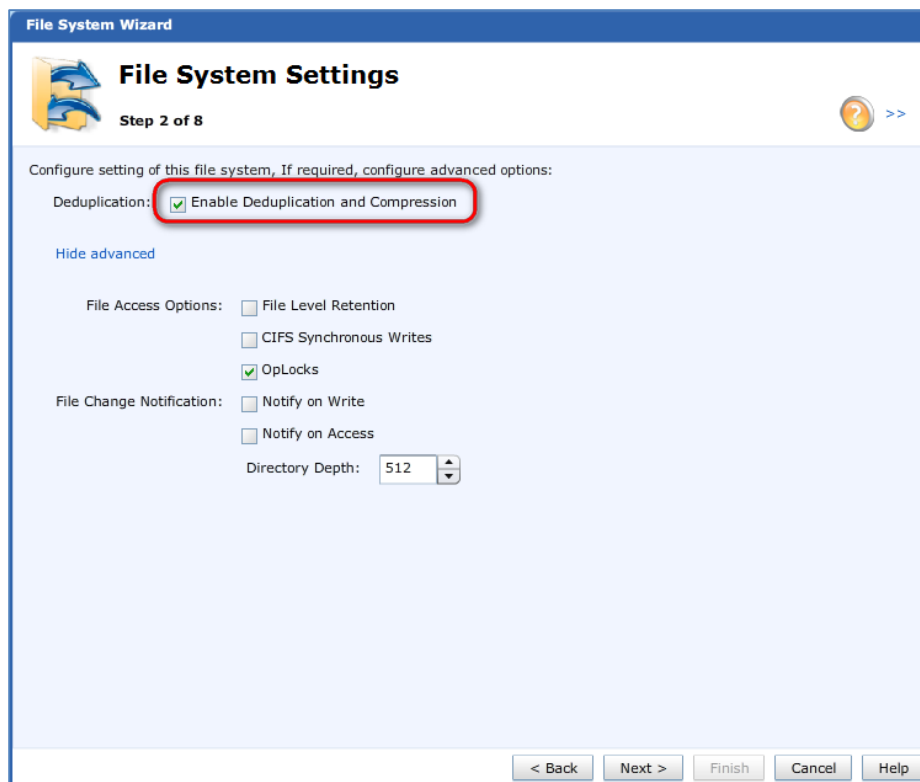 File System Wizard
File System Settings
Step 2 of 8
? >>
Configure setting of this file system, If required, configure advanced options:
Deduplication: Enable Deduplication and Compression
Hide advanced
File Access Options: File Level Retention
CIFS Synchronous Writes
OpLocks
File Change Notification: Notify on Write
Notify on Access
Directory Depth: 512
< Back Next > Finish Cancel Help